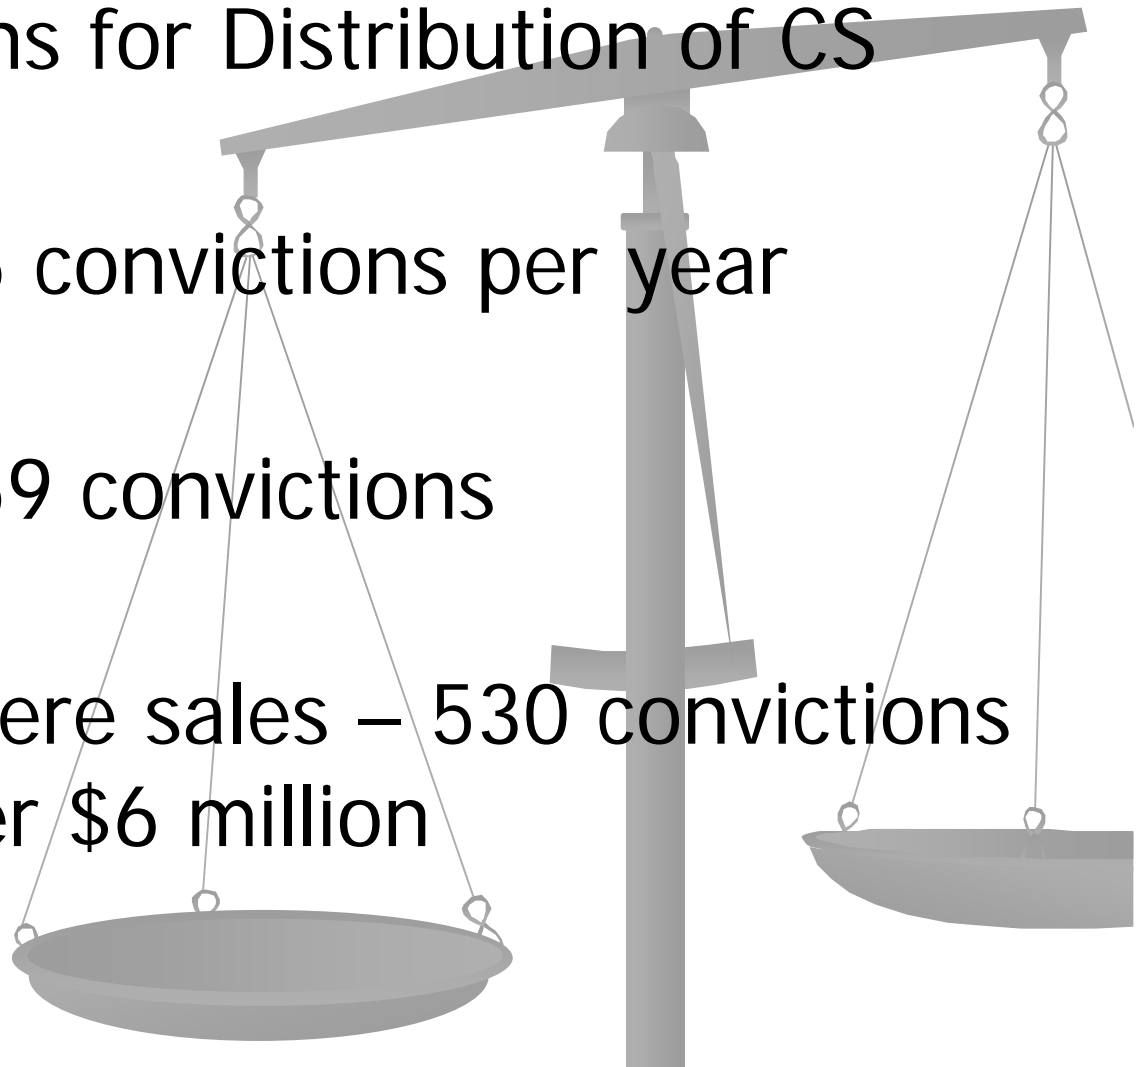 ns for Distribution of CS
convictions per year
9 convictions
ere sales – 530 convictions
er $6 million